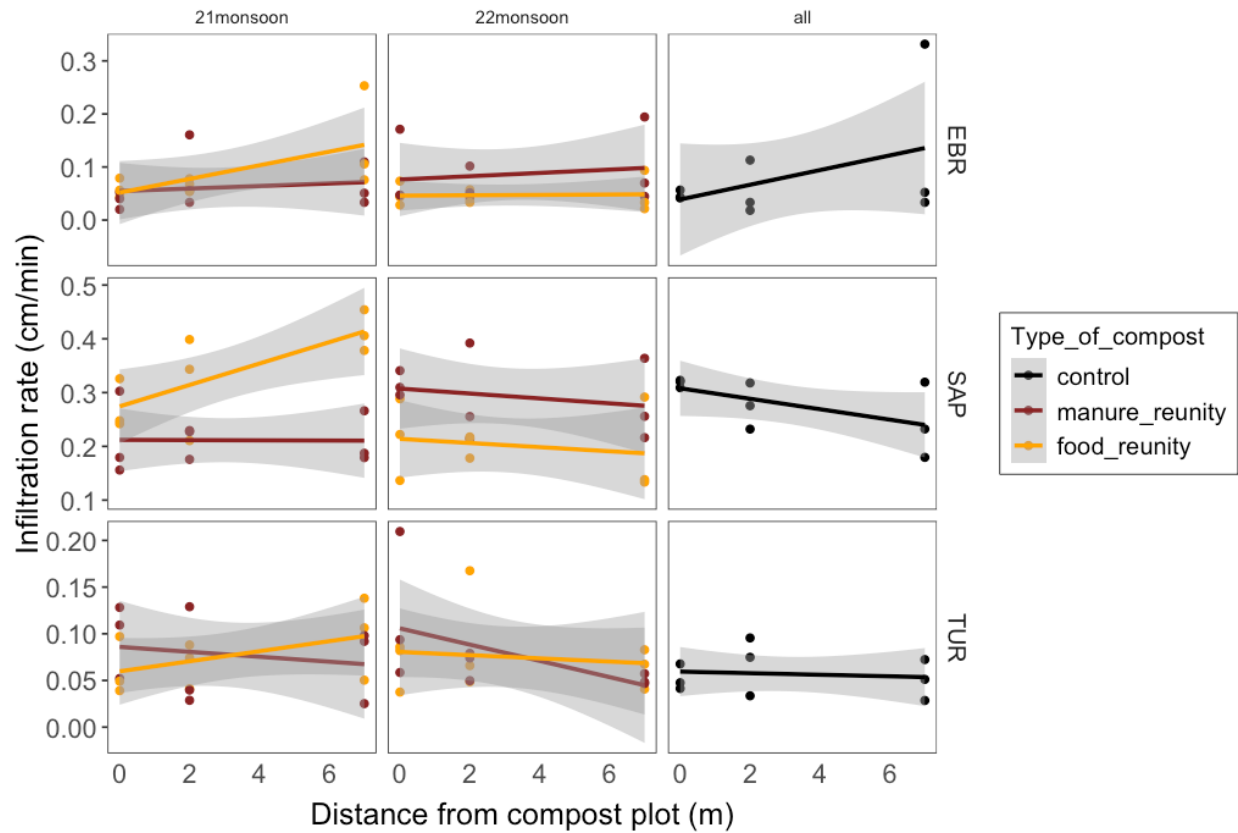 21monsoon 22monsoon all
0.3
0.2
0.1
0.0
EBR
0.5
0.4
0.3
0.2
0.1
SAP
0.20
0.15
0.10
0.05
0.00
TUR
0 2 4 6 0 2 4 6 0 2 4 6
Distance from compost plot (m)
Infiltration rate (cm/min)
Type_of_compost
control
manure_reunity
food_reunity